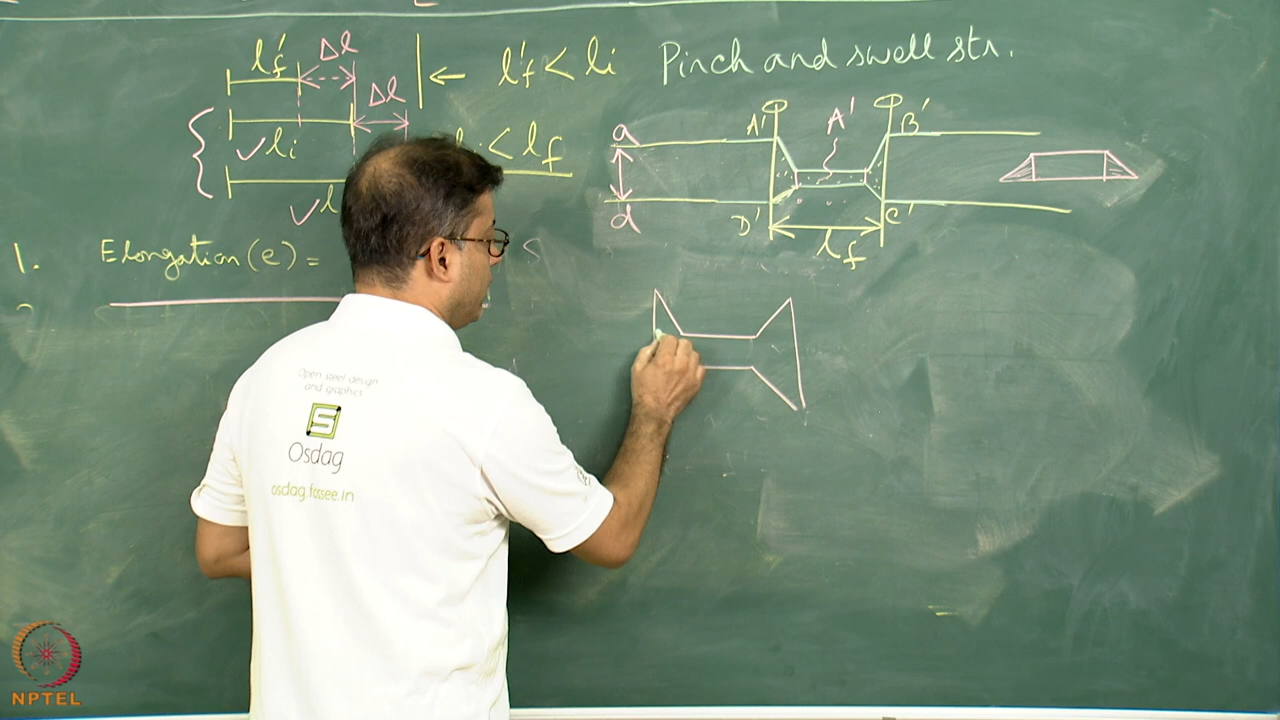 l'f Δl
Δl
← l'f < li
li
li < lf
l
1. Elongation (e) =
2
Pinch and swell str.
A' A' B'
a
d
D' C'
lf
Open steel design
and graphics
Osdag
osdag.fossee.in
NPTEL